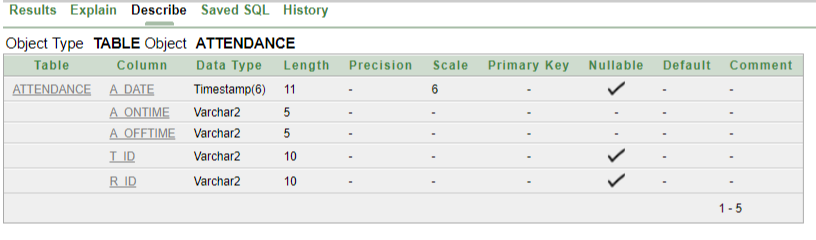 Results Explain Describe Saved SQL History
Object Type TABLE Object ATTENDANCE
Table Column Data Type Length Precision Scale Primary Key Nullable Default Comment
ATTENDANCE A_DATE Timestamp(6) 11 - 6 - ✓ - -
A_ONTIME Varchar2 5 - - - - - -
A_OFFTIME Varchar2 5 - - - - - -
T_ID Varchar2 10 - - - ✓ - -
R_ID Varchar2 10 - - - ✓ - -
1 - 5